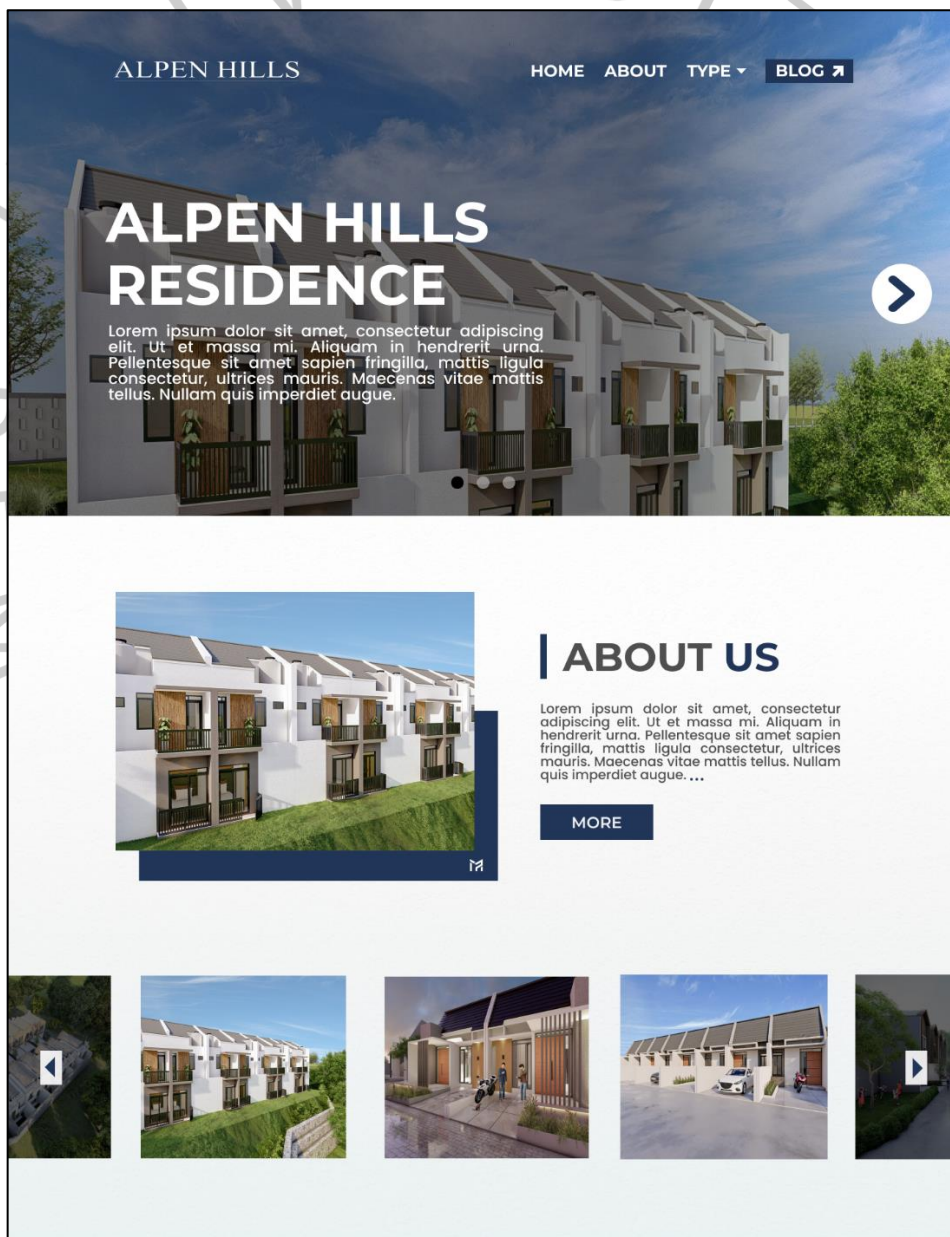 ALPEN HILLS
HOME ABOUT TYPE BLOG
ALPEN HILLS
RESIDENCE
Lorem ipsum dolor sit amet, consectetur adipiscing
elit. Ut et massa mi. Aliquam in hendrerit urna.
Pellentesque sit amet sapien fringilla, mattis ligula
consectetur, ultrices mauris. Maecenas vitae mattis
tellus. Nullam quis imperdiet augue.
ABOUT US
Lorem ipsum dolor sit amet, consectetur
adipiscing elit. Ut et massa mi. Aliquam in
hendrerit urna. Pellentesque sit amet sapien
fringilla, mattis ligula consectetur, ultrices
mauris. Maecenas vitae mattis tellus. Nullam
quis imperdiet augue. ...
MORE